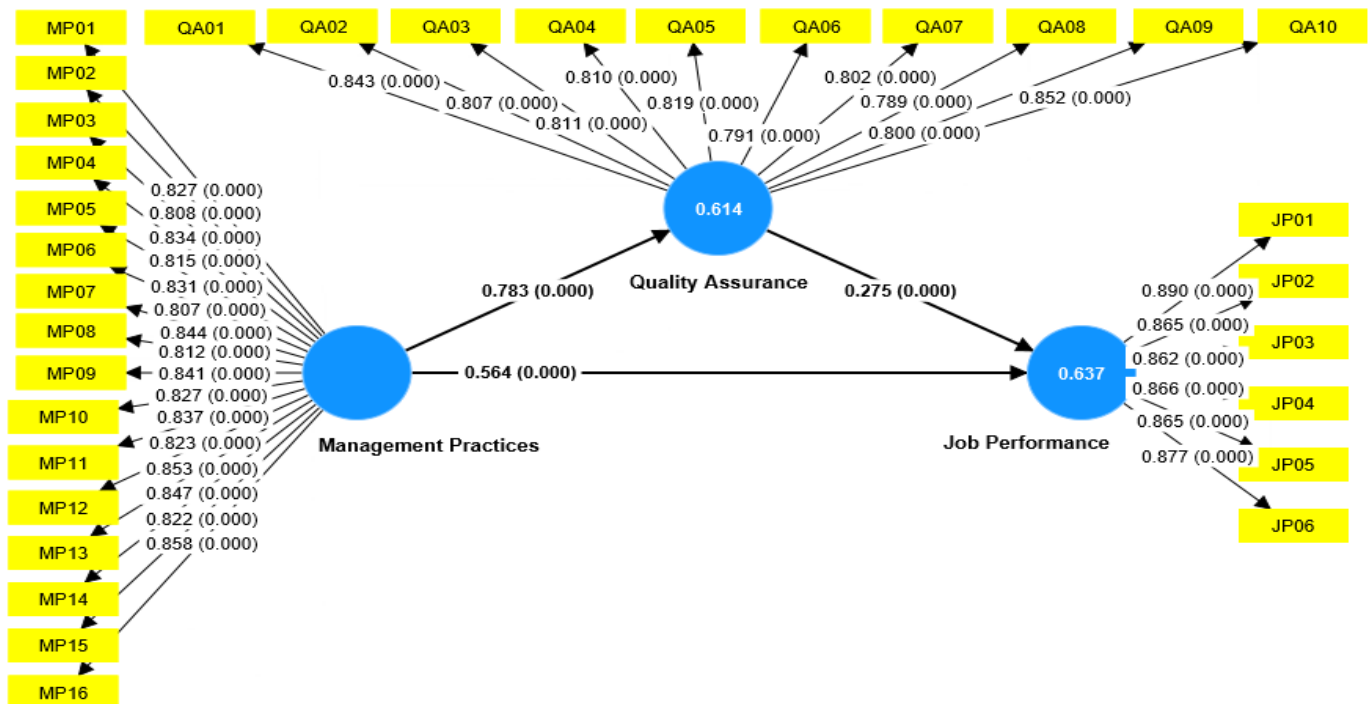 MP01
QA01
QA02
QA03
QA04
QA05
QA06
QA07
QA08
QA09
QA10
MP02
MP03
MP04
MP05
MP06
MP07
MP08
MP09
MP10
MP11
MP12
MP13
MP14
MP15
MP16
0.843 (0.000)
0.807 (0.000)
0.811 (0.000)
0.810 (0.000)
0.819 (0.000)
0.791 (0.000)
0.802 (0.000)
0.789 (0.000)
0.800 (0.000)
0.852 (0.000)
0.827 (0.000)
0.808 (0.000)
0.834 (0.000)
0.815 (0.000)
0.831 (0.000)
0.807 (0.000)
0.844 (0.000)
0.812 (0.000)
0.841 (0.000)
0.827 (0.000)
0.837 (0.000)
0.823 (0.000)
0.853 (0.000)
0.847 (0.000)
0.822 (0.000)
0.858 (0.000)
Management Practices
0.783 (0.000)
0.614
Quality Assurance
0.275 (0.000)
0.564 (0.000)
0.637
Job Performance
0.890 (0.000)
0.865 (0.000)
0.862 (0.000)
0.866 (0.000)
0.865 (0.000)
0.877 (0.000)
JP01
JP02
JP03
JP04
JP05
JP06